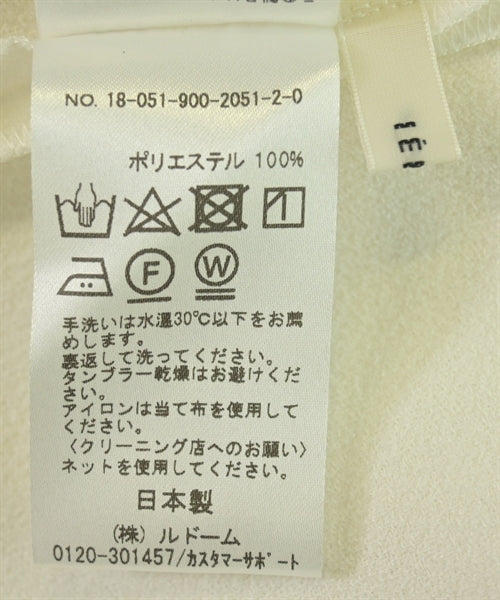 NO. 18-051-900-2051-2-0
ポリエステル 100%
F
W
手洗いは水温30℃以下をお薦
めします。
裏返して洗ってください。
タンブラー乾燥はお避けくだ
さい。
アイロンは当て布を使用して
ください。
〈クリーニング店へのお願い〉
ネットを使用してください。
日本製
(株) ルドーム
0120-301457/カスタマーサポート